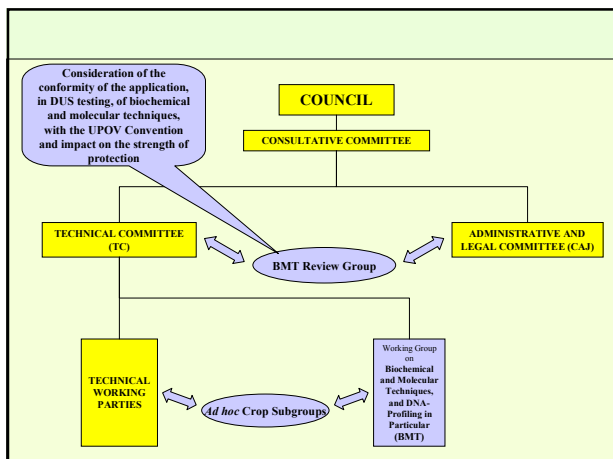 Consideration of the
conformity of the application,
in DUS testing, of biochemical
and molecular techniques,
with the UPOV Convention
and impact on the strength of
protection
COUNCIL
CONSULTATIVE COMMITTEE
TECHNICAL COMMITTEE
(TC)
ADMINISTRATIVE AND
LEGAL COMMITTEE (CAJ)
BMT Review Group
TECHNICAL
WORKING
PARTIES
Ad hoc Crop Subgroups
Working Group
on
Biochemical
and Molecular
Techniques,
and DNA-
Profiling in
Particular
(BMT)